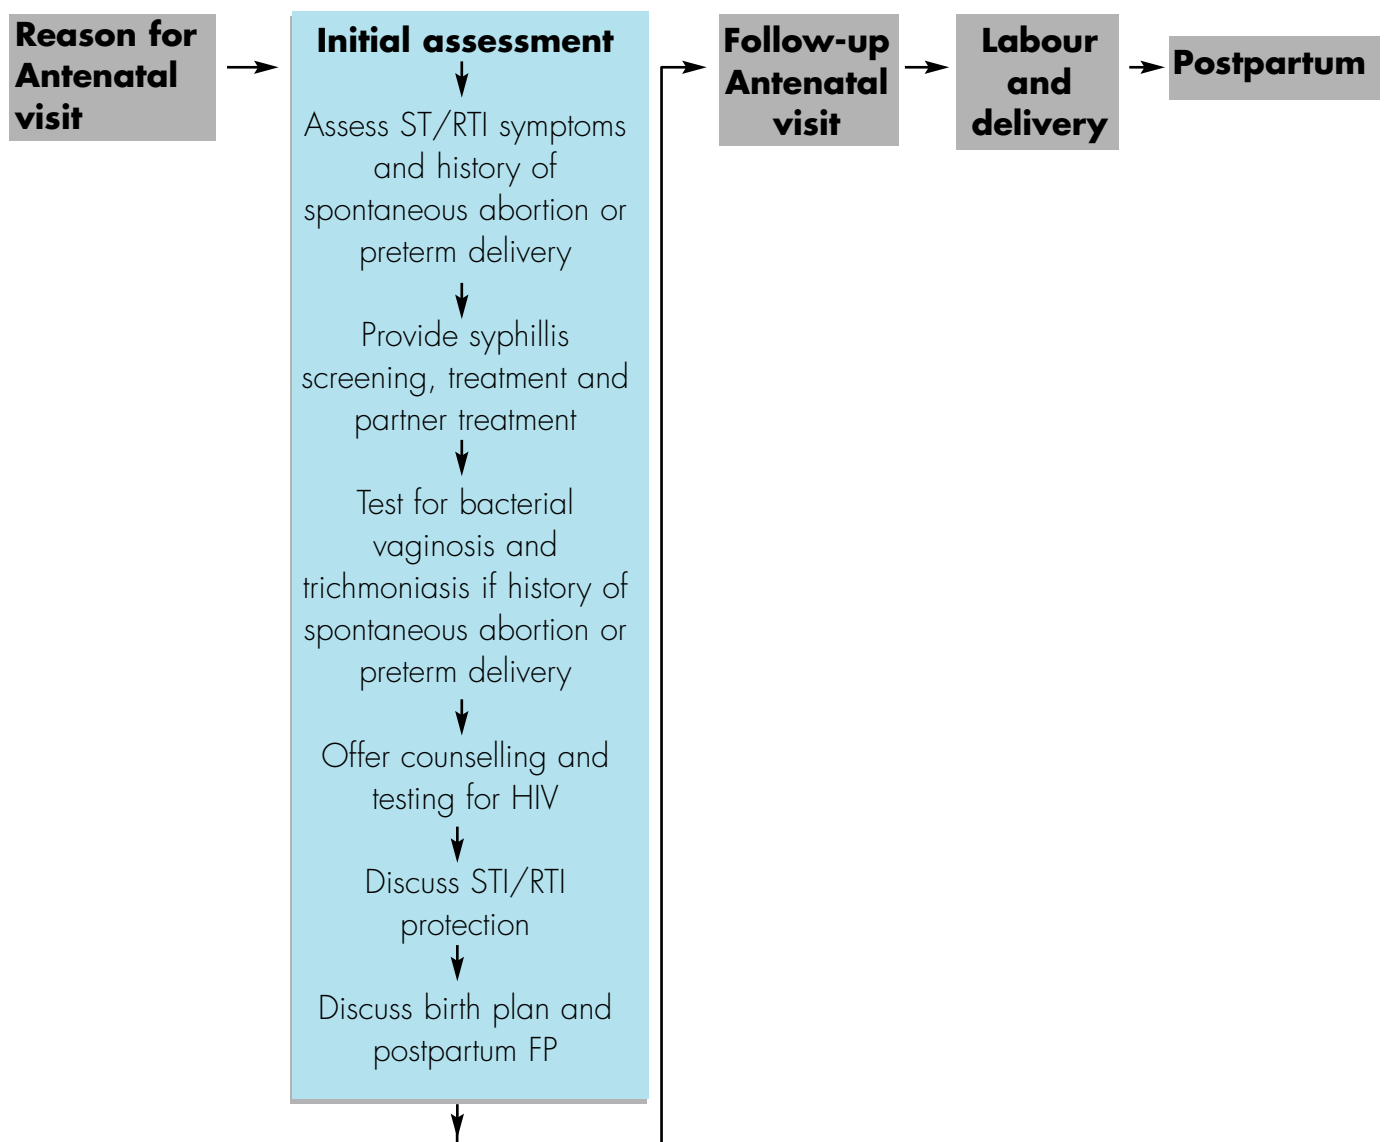 Reason for
Antenatal
visit
Initial assessment
Assess ST/RTI symptoms
and history of
spontaneous abortion or
preterm delivery
Provide syphillis
screening, treatment and
partner treatment
Test for bacterial
vaginosis and
trichmoniasis if history of
spontaneous abortion or
preterm delivery
Offer counselling and
testing for HIV
Discuss STI/RTI
protection
Discuss birth plan and
postpartum FP
Follow-up
Antenatal
visit
Labour
and
delivery
Postpartum